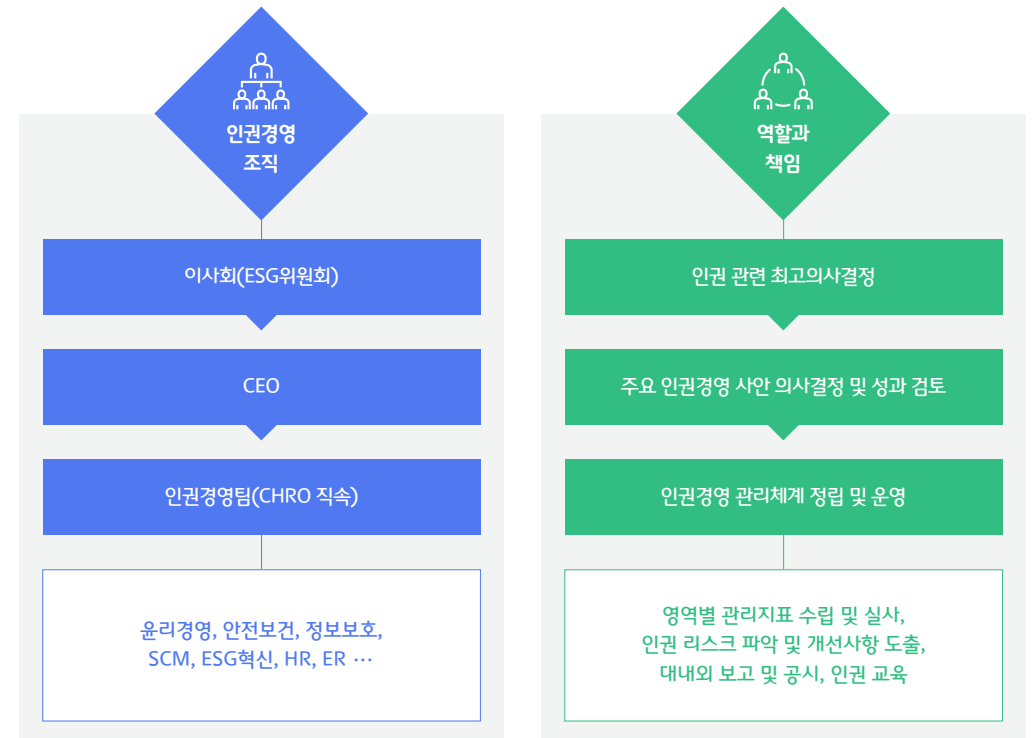 인권경영
조직
이사회(ESG위원회)
CEO
인권경영팀(CHRO 직속)
윤리경영, 안전보건, 정보보호,
SCM, ESG혁신, HR, ER ⋯
역할과
책임
인권 관련 최고의사결정
주요 인권경영 사안 의사결정 및 성과 검토
인권경영 관리체계 정립 및 운영
영역별 관리지표 수립 및 실사,
인권 리스크 파악 및 개선사항 도출,
대내외 보고 및 공시, 인권 교육